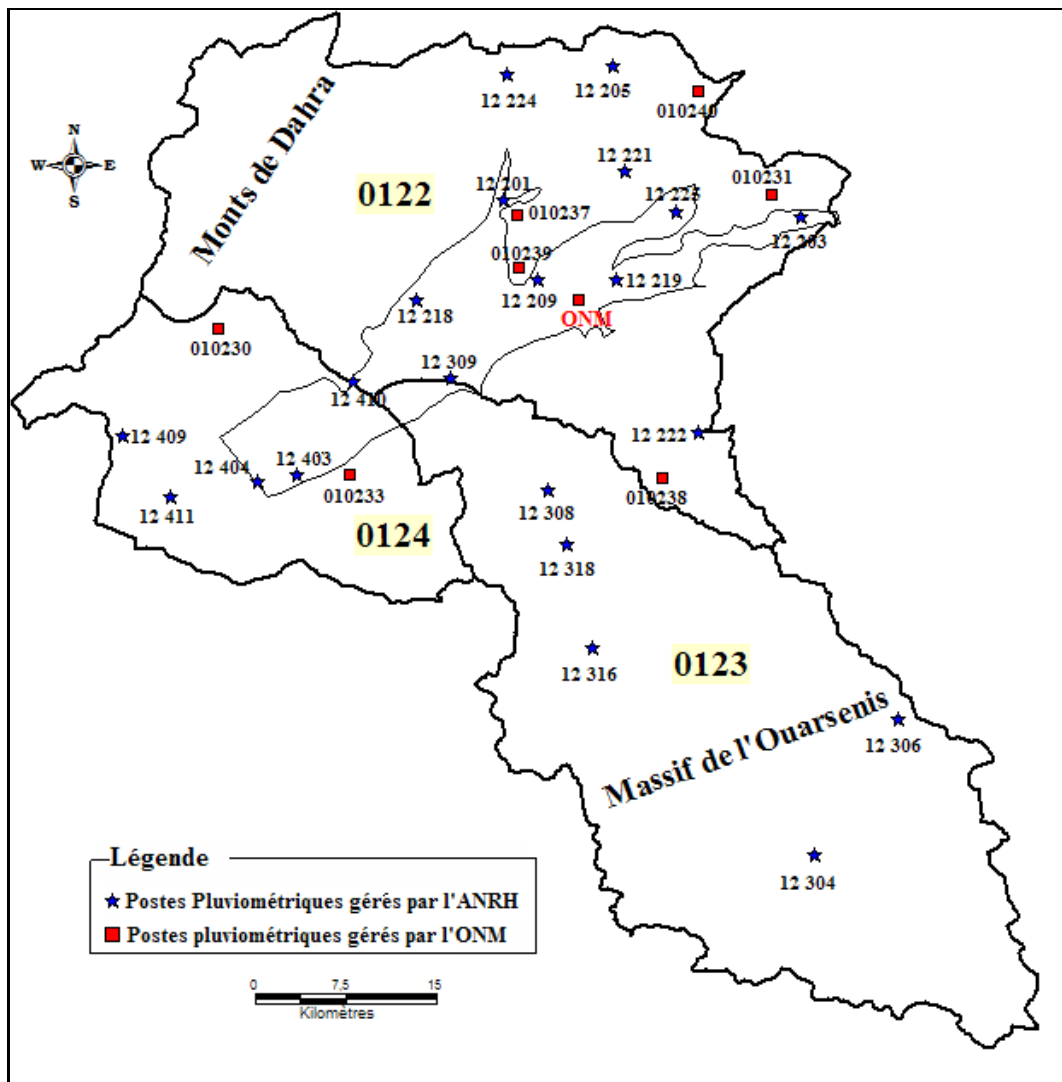 12 224
12 205
010240
Monts de Dahra
N
W
E
S
12 221
010231
12 201
0122
12 225
010237
12 203
010239
12 209
12 219
12 218
ONM
010230
12 309
12 410
12 409
12 222
12 404
12 403
010233
010238
12 411
12 308
0124
12 318
12 316
0123
12 306
Massif de l'Ouarsenis
12 304
Légende
Postes Pluviométriques gérés par l'ANRH
Postes pluviométriques gérés par l'ONM
0 7,5 15
Kilomètres